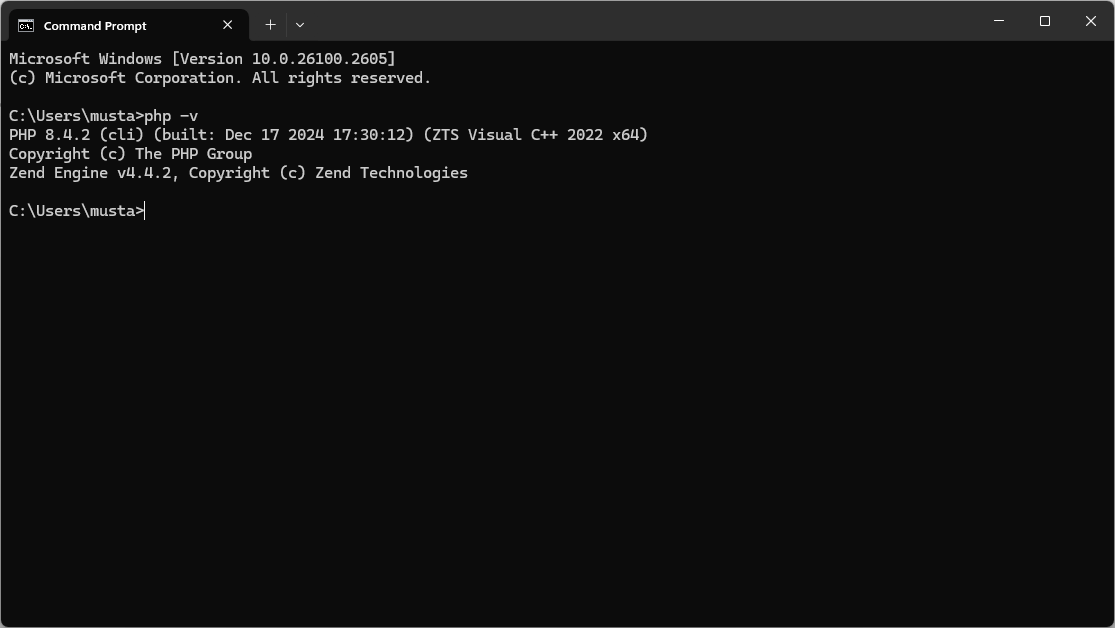 Command Prompt
Microsoft Windows [Version 10.0.26100.2605]
(c) Microsoft Corporation. All rights reserved.
C:\Users\musta>php -v
PHP 8.4.2 (cli) (built: Dec 17 2024 17:30:12) (ZTS Visual C++ 2022 x64)
Copyright (c) The PHP Group
Zend Engine v4.4.2, Copyright (c) Zend Technologies
C:\Users\musta>